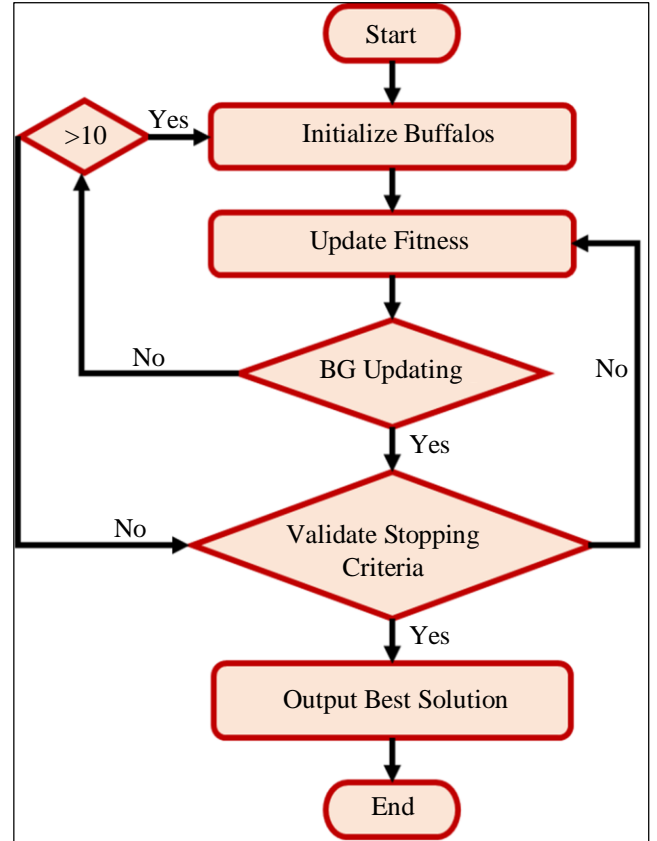 Start
>10
Yes
Initialize Buffalos
Update Fitness
No
BG Updating
No
Yes
No
Validate Stopping
Criteria
Yes
Output Best Solution
End